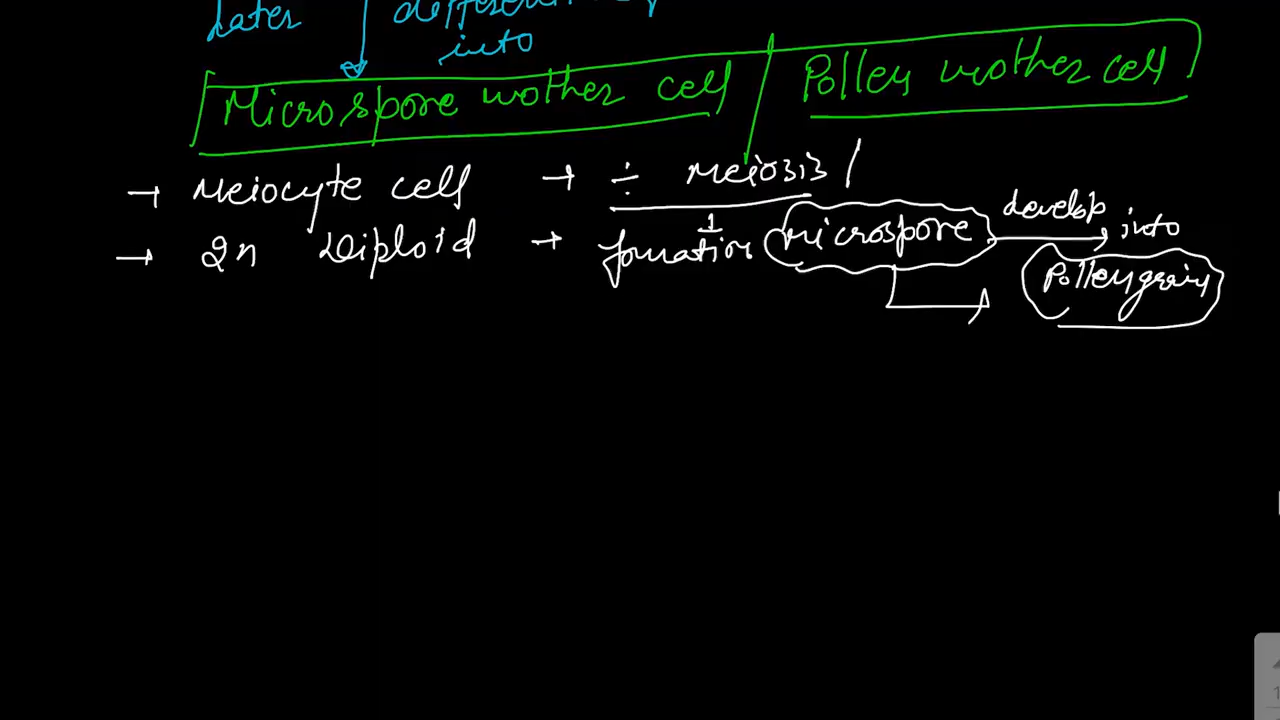 Later
into
Microspore mother cell / Pollen mother cell
→ Meiocyte cell → ÷ meiosis /
→ 2n Diploid → formation 1 microspore develop into
Pollen grain